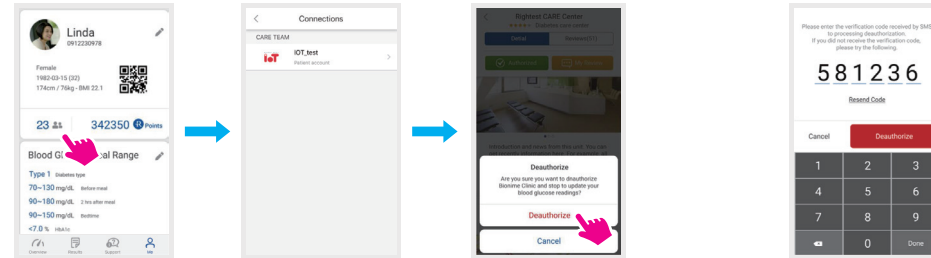 Linda
0912230978
Female
1982-03-15 (32)
174cm / 76kg - BMI 22.1
23
342350 R Points
Blood Gl al Range
Type 1 Diabetes type
70~130 mg/dL Before meal
90~180 mg/dL 2 hrs after meal
90~150 mg/dL Bedtime
<7.0 % HbA1c
Overview Results Support Me
Connections
CARE TEAM
IoT
IOT_test
Patient account
Rightest CARE Center
Diabetes care center
Detail
Deauthorize
Are you sure you want to deauthorize
Bionime Clinic and stop to update your
blood glucose readings?
Deauthorize
Cancel
Please enter the verification code received by SMS
to processing deauthorization.
If you did not receive the verification code,
please try the following.
581236
Resend Code
Cancel Deauthorize
1 2 3
4 5 6
7 8 9
0 Done